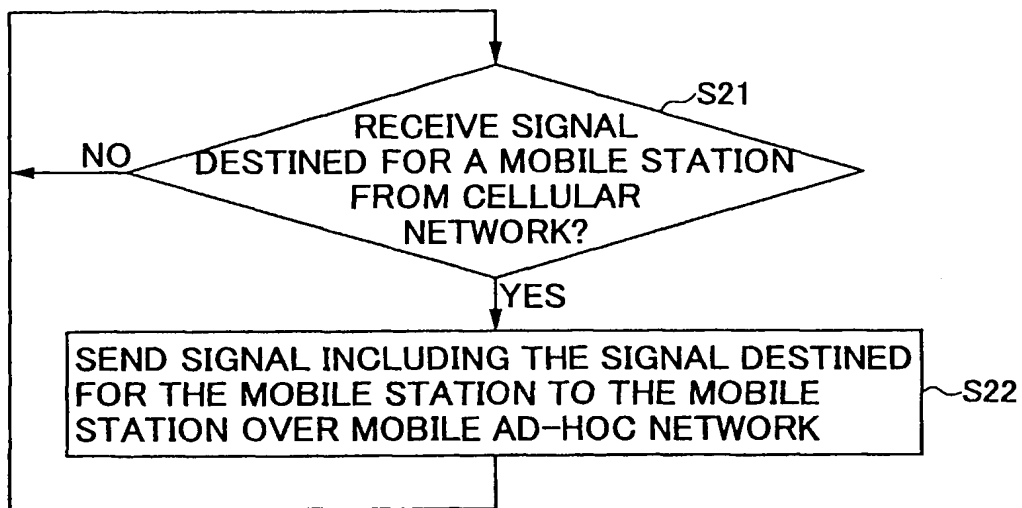 S21
RECEIVE SIGNAL
DESTINED FOR A MOBILE STATION
FROM CELLULAR
NETWORK?
NO
YES
SEND SIGNAL INCLUDING THE SIGNAL DESTINED
FOR THE MOBILE STATION TO THE MOBILE
STATION OVER MOBILE AD-HOC NETWORK
S22